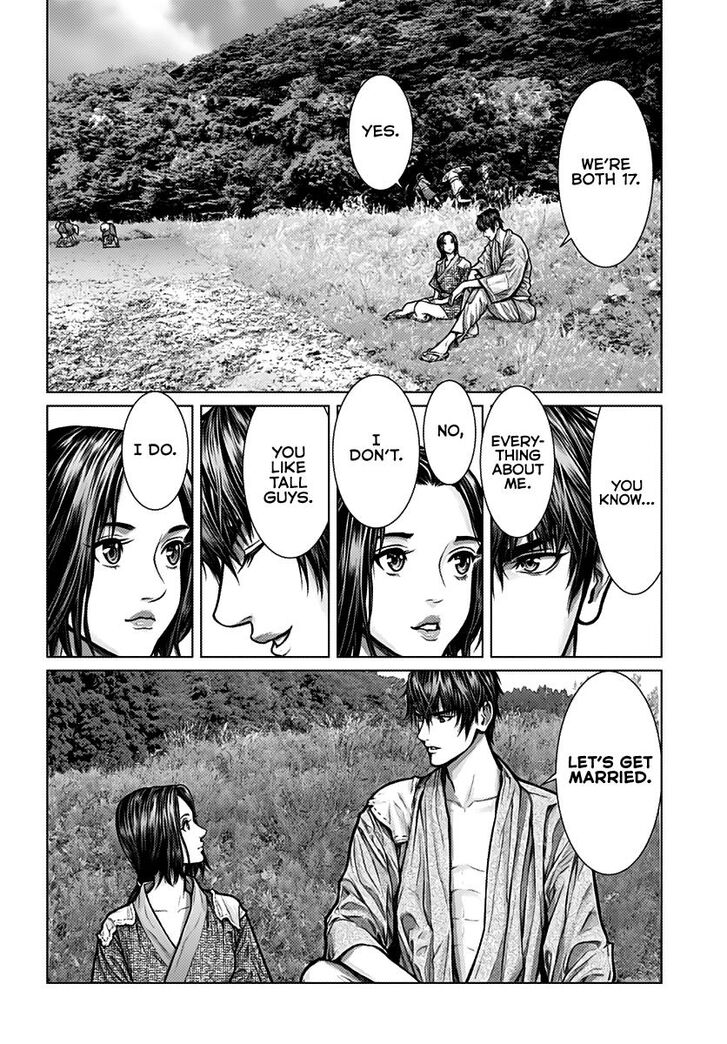 WE'RE
BOTH 17.
YES.
YOU
KNOW...
EVERY-
THING
ABOUT
ME.
NO,
I
DON'T.
YOU
LIKE
TALL
GUYS.
I DO.
LET'S GET
MARRIED.